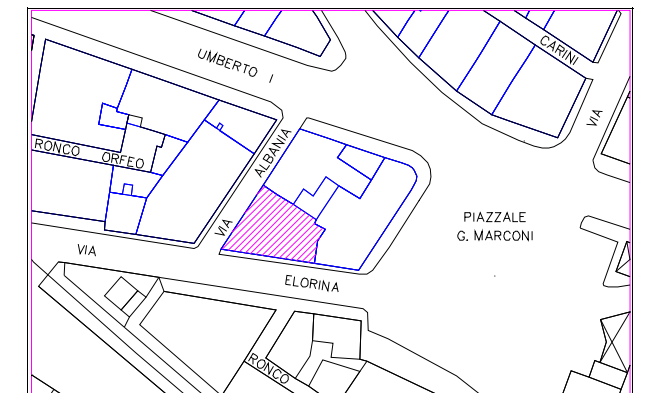 UMBERTO I
CARINI
VIA
ALBANIA
RONCO ORFEO
VIA
PIAZZALE
G. MARCONI
VIA
ELORINA
RONCO